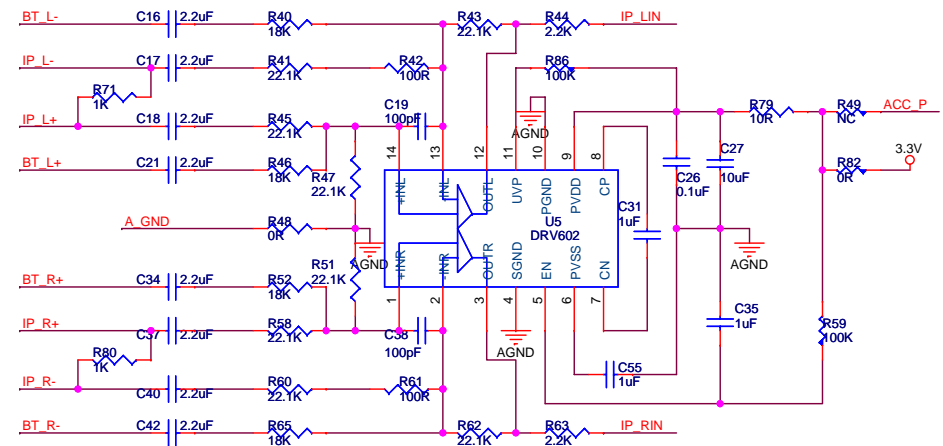 BT_L- C16 2.2uF R40 18K R43 22.1K R44 2.2K IP_LIN
IP_L- C17 2.2uF R41 22.1K R42 100R R86 100K
R71 1K
IP_L+ C18 2.2uF R45 22.1K C19 100pF AGND R79 10R R49 NC ACC_P
BT_L+ C21 2.2uF R46 18K R47 22.1K
14 13 12 11 10 9 8
+INL -INL OUTL UVP PGND PVDD CP
C26 0.1uF C27 10uF R82 0R 3.3V
A_GND R48 0R AGND
U5
DRV602
C31 1uF AGND
+INR -INR OUTR SGND EN PVSS CN
1 2 3 4 5 6 7
BT_R+ C34 2.2uF R52 18K R51 22.1K
IP_R+ C37 2.2uF R58 22.1K C38 100pF AGND C35 1uF R59 100K
R80 1K
IP_R- C40 2.2uF R60 22.1K R61 100R C55 1uF
BT_R- C42 2.2uF R65 18K R62 22.1K R63 2.2K IP_RIN